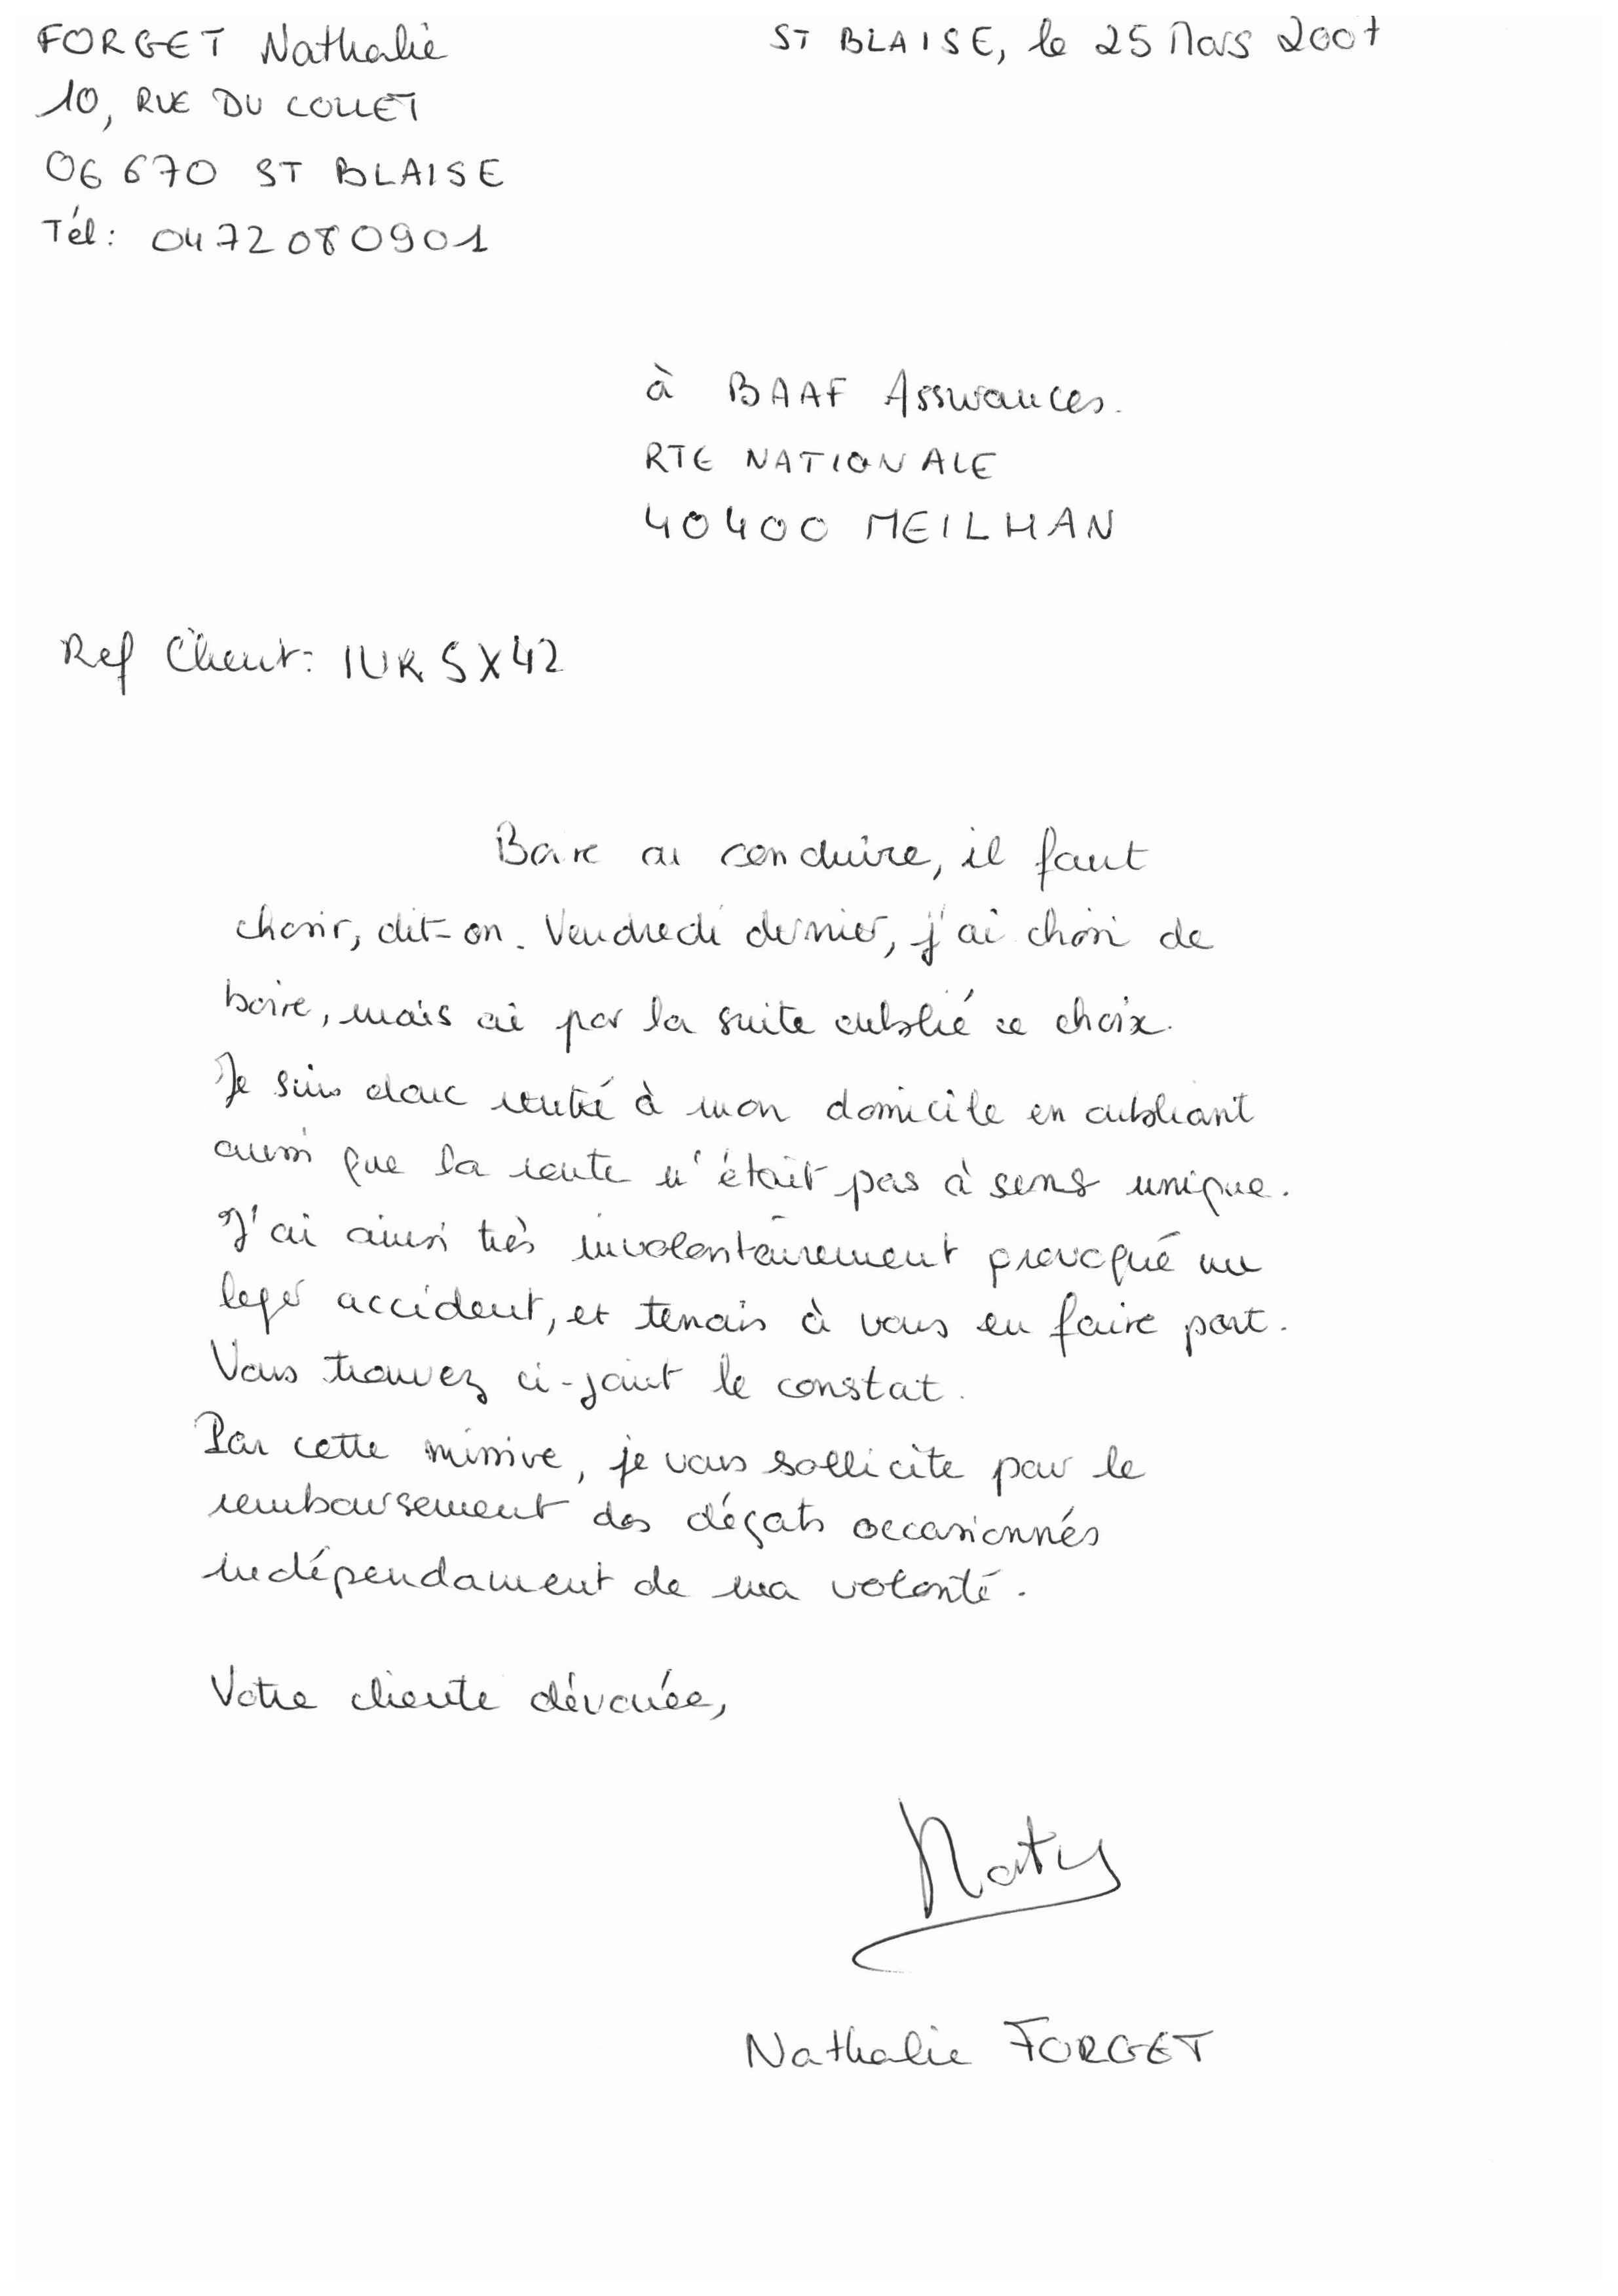 FORGET Nathalie
ST BLAISE, le 25 Mars 2007
10, RUE DU COLLET
06 670 ST BLAISE
Tél: 0472080901
à BAAF Assurances.
RTE NATIONALE
40400 MEILHAN
Ref Client: IURSX42
Boire ou conduire, il faut
choisir, dit-on. Vendredi dernier, j'ai choisi de
boire, mais ai par la suite oublié ce choix.
Je suis donc rentré à mon domicile en oubliant
aussi que la route n'était pas à sens unique.
J'ai ainsi très involontairement provoqué un
leger accident, et tenais à vous en faire part.
Vous trouvez ci-joint le constat.
Par cette missive, je vous sollicite pour le
remboursement des dégats occasionnés
indépendament de ma volonté.
Votre cliente dévouée,
Naty
Nathalie FORGET